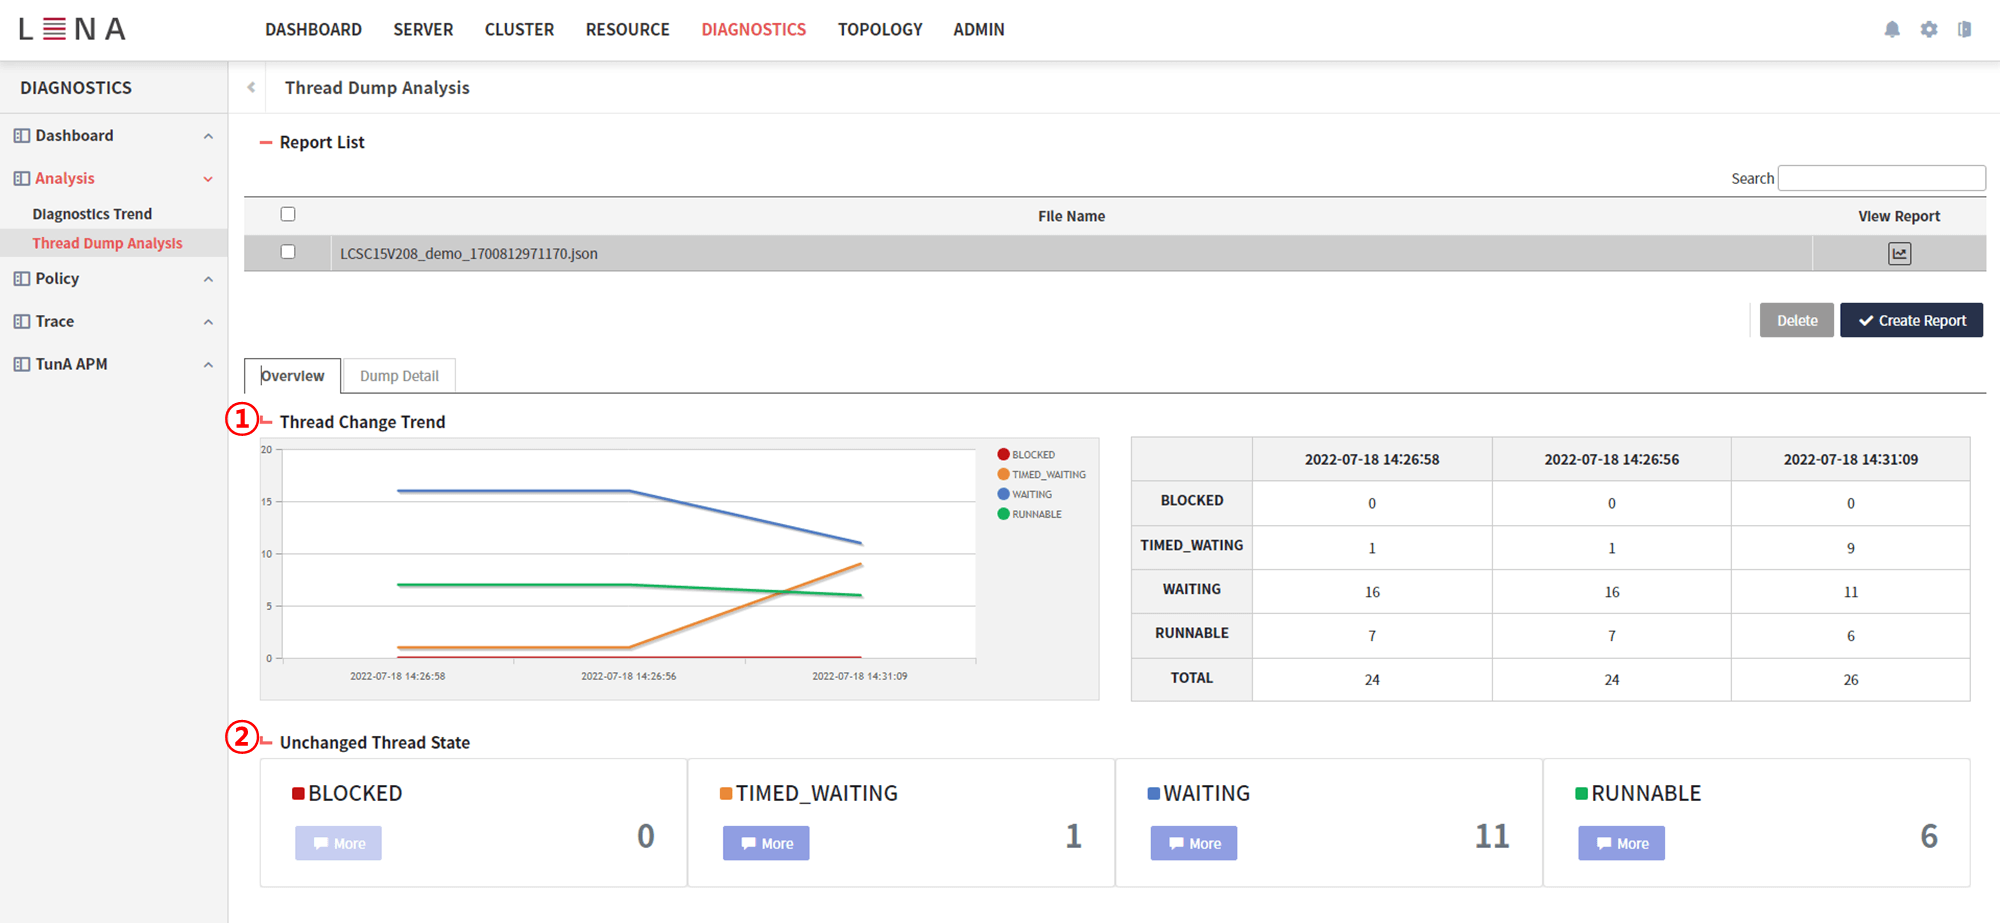 LENA
DASHBOARD SERVER CLUSTER RESOURCE DIAGNOSTICS TOPOLOGY ADMIN
DIAGNOSTICS
Dashboard
Analysis
Diagnostics Trend
Thread Dump Analysis
Policy
Trace
TunA APM
Thread Dump Analysis
Report List
Search
File Name View Report
LCSC15V208_demo_1700812971170.json
Delete Create Report
Overview Dump Detail
① Thread Change Trend
20
15
10
5
0
2022-07-18 14:26:58 2022-07-18 14:26:56 2022-07-18 14:31:09
BLOCKED
TIMED_WAITING
WAITING
RUNNABLE
2022-07-18 14:26:58 2022-07-18 14:26:56 2022-07-18 14:31:09
BLOCKED 0 0 0
TIMED_WATING 1 1 9
WAITING 16 16 11
RUNNABLE 7 7 6
TOTAL 24 24 26
② Unchanged Thread State
BLOCKED
More 0
TIMED_WAITING
More 1
WAITING
More 11
RUNNABLE
More 6